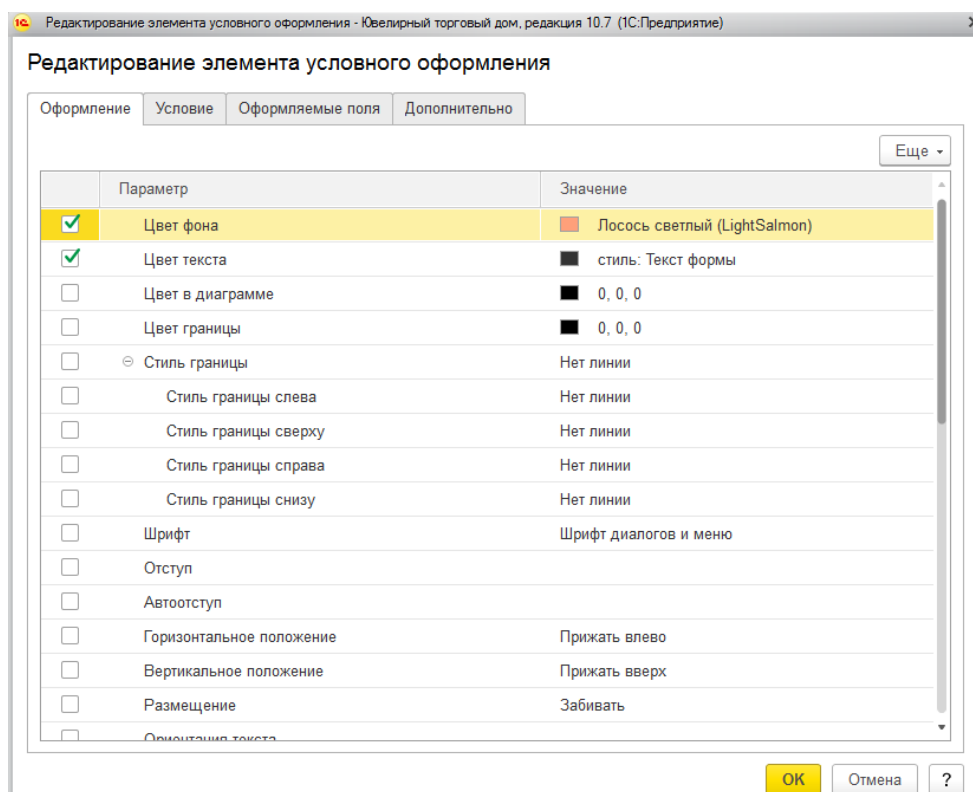 1С Редактирование элемента условного оформления - Ювелирный торговый дом, редакция 10.7 (1С:Предприятие)
Редактирование элемента условного оформления
Оформление Условие Оформляемые поля Дополнительно
Еще
Параметр Значение
Цвет фона Лосось светлый (LightSalmon)
Цвет текста стиль: Текст формы
Цвет в диаграмме 0, 0, 0
Цвет границы 0, 0, 0
Стиль границы Нет линии
Стиль границы слева Нет линии
Стиль границы сверху Нет линии
Стиль границы справа Нет линии
Стиль границы снизу Нет линии
Шрифт Шрифт диалогов и меню
Отступ
Автоотступ
Горизонтальное положение Прижать влево
Вертикальное положение Прижать вверх
Размещение Забивать
Ориентация текста
ОК Отмена ?